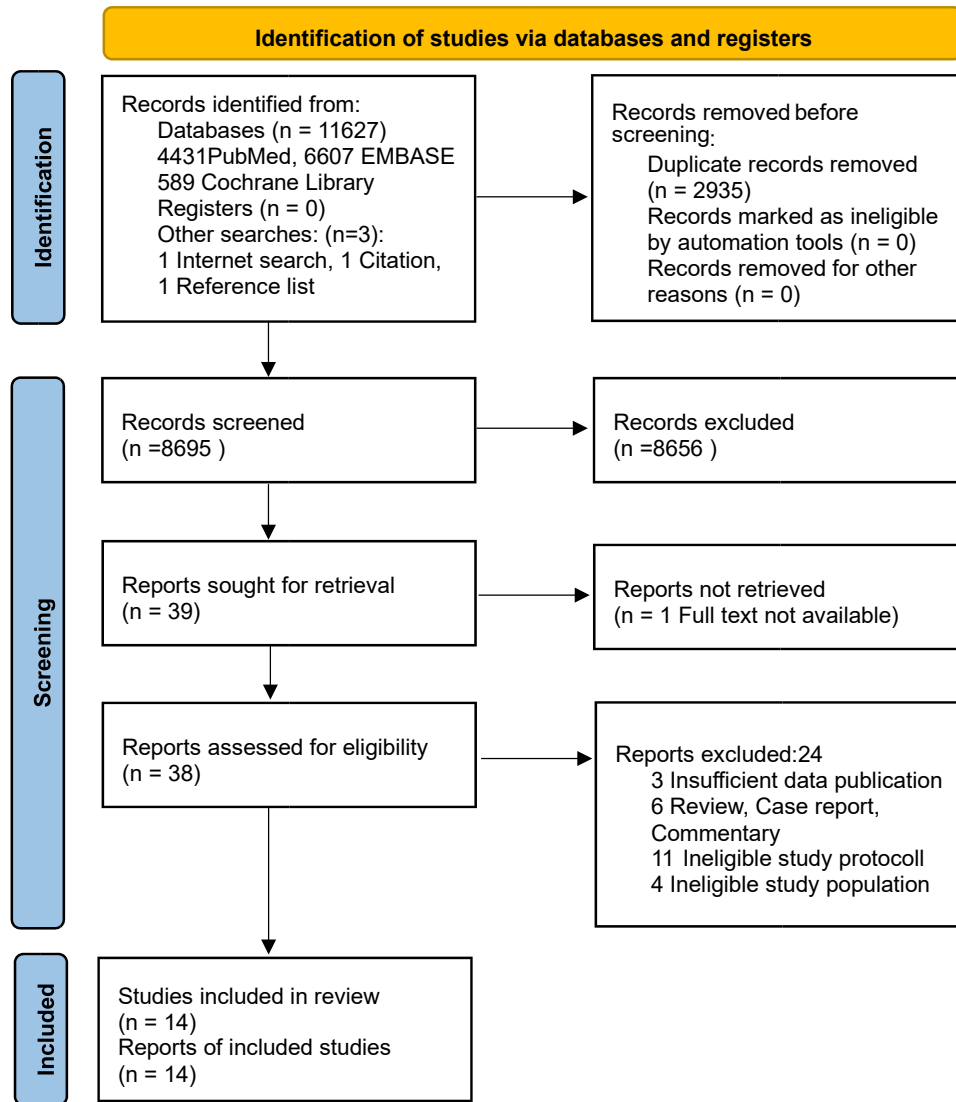 Identification of studies via databases and registers
Identification
Records identified from:
Databases (n = 11627)
4431PubMed, 6607 EMBASE
589 Cochrane Library
Registers (n = 0)
Other searches: (n=3):
1 Internet search, 1 Citation,
1 Reference list
Records removed before
screening:
Duplicate records removed
(n = 2935)
Records marked as ineligible
by automation tools (n = 0)
Records removed for other
reasons (n = 0)
Screening
Records screened
(n =8695 )
Records excluded
(n =8656 )
Reports sought for retrieval
(n = 39)
Reports not retrieved
(n = 1 Full text not available)
Reports assessed for eligibility
(n = 38)
Reports excluded:24
3 Insufficient data publication
6 Review, Case report,
Commentary
11 Ineligible study protocoll
4 Ineligible study population
Included
Studies included in review
(n = 14)
Reports of included studies
(n = 14)